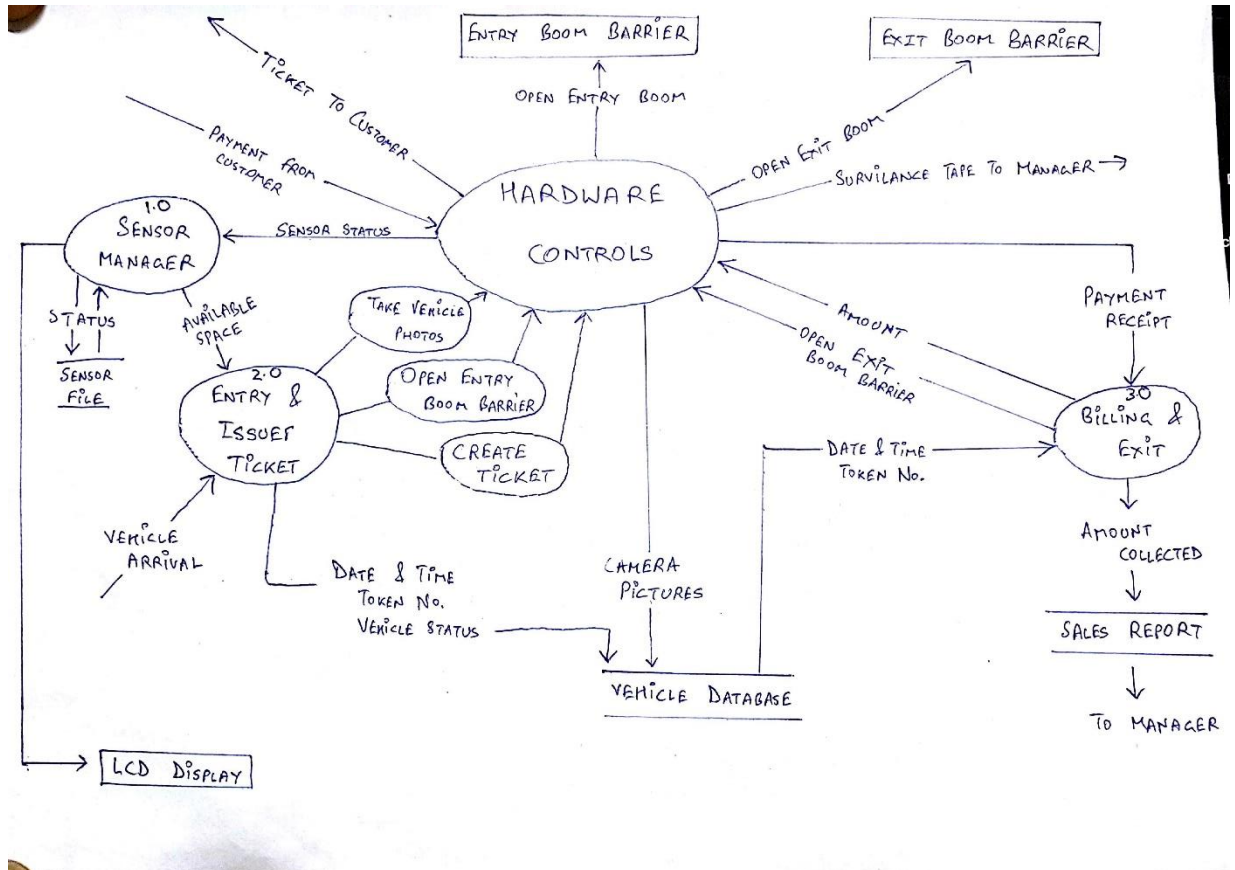 ENTRY BOOM BARRIER
EXIT BOOM BARRIER
TICKET TO CUSTOMER
OPEN ENTRY BOOM
PAYMENT FROM
CUSTOMER
OPEN EXIT BOOM
SURVILANCE TAPE TO MANAGER
HARDWARE
CONTROLS
1.0
SENSOR
MANAGER
SENSOR STATUS
STATUS
SENSOR
FILE
AVAILABLE
SPACE
TAKE VEHICLE
PHOTOS
AMOUNT
OPEN EXIT
BOOM BARRIER
PAYMENT
RECEIPT
2.0
ENTRY &
ISSUER
TICKET
OPEN ENTRY
BOOM BARRIER
CREATE
TICKET
3.0
BILLING &
EXIT
DATE & TIME
TOKEN No.
VEHICLE
ARRIVAL
DATE & TIME
TOKEN No.
VEHICLE STATUS
CAMERA
PICTURES
AMOUNT
COLLECTED
SALES REPORT
VEHICLE DATABASE
TO MANAGER
LCD DISPLAY